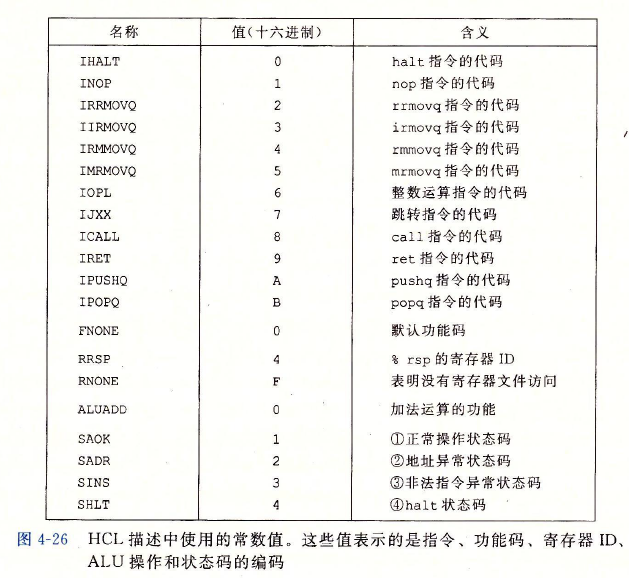 名称 值(十六进制) 含义
IHALT 0 halt 指令的代码
INOP 1 nop 指令的代码
IRRMOVQ 2 rrmovq 指令的代码
IIRMOVQ 3 irmovq 指令的代码
IRMMOVQ 4 rmmovq 指令的代码
IMRMOVQ 5 mrmovq 指令的代码
IOPL 6 整数运算指令的代码
IJXX 7 跳转指令的代码
ICALL 8 call 指令的代码
IRET 9 ret 指令的代码
IPUSHQ A pushq 指令的代码
IPOPQ B popq 指令的代码
FNONE 0 默认功能码
RRSP 4 % rsp 的寄存器 ID
RNONE F 表明没有寄存器文件访问
ALUADD 0 加法运算的功能
SAOK 1 ①正常操作状态码
SADR 2 ②地址异常状态码
SINS 3 ③非法指令异常状态码
SHLT 4 ④halt 状态码
图 4-26 HCL 描述中使用的常数值。这些值表示的是指令、功能码、寄存器 ID、
ALU 操作和状态码的编码